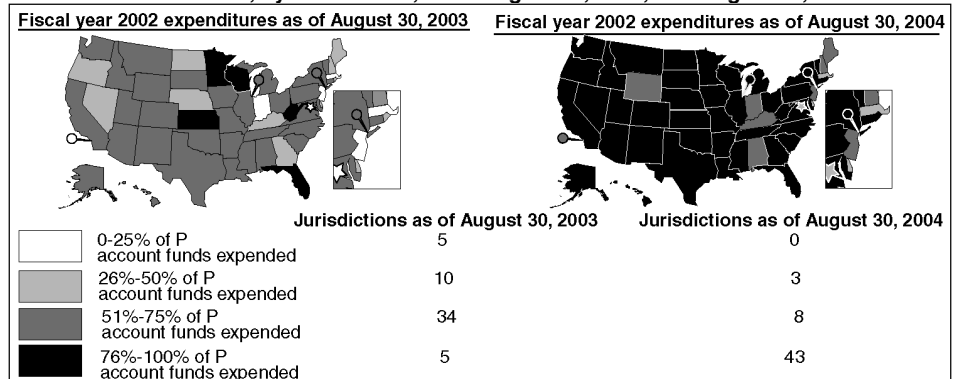 Fiscal year 2002 expenditures as of August 30, 2003
Fiscal year 2002 expenditures as of August 30, 2004
Jurisdictions as of August 30, 2003
Jurisdictions as of August 30, 2004
0-25% of P
account funds expended
5
0
26%-50% of P
account funds expended
10
3
51%-75% of P
account funds expended
34
8
76%-100% of P
account funds expended
5
43